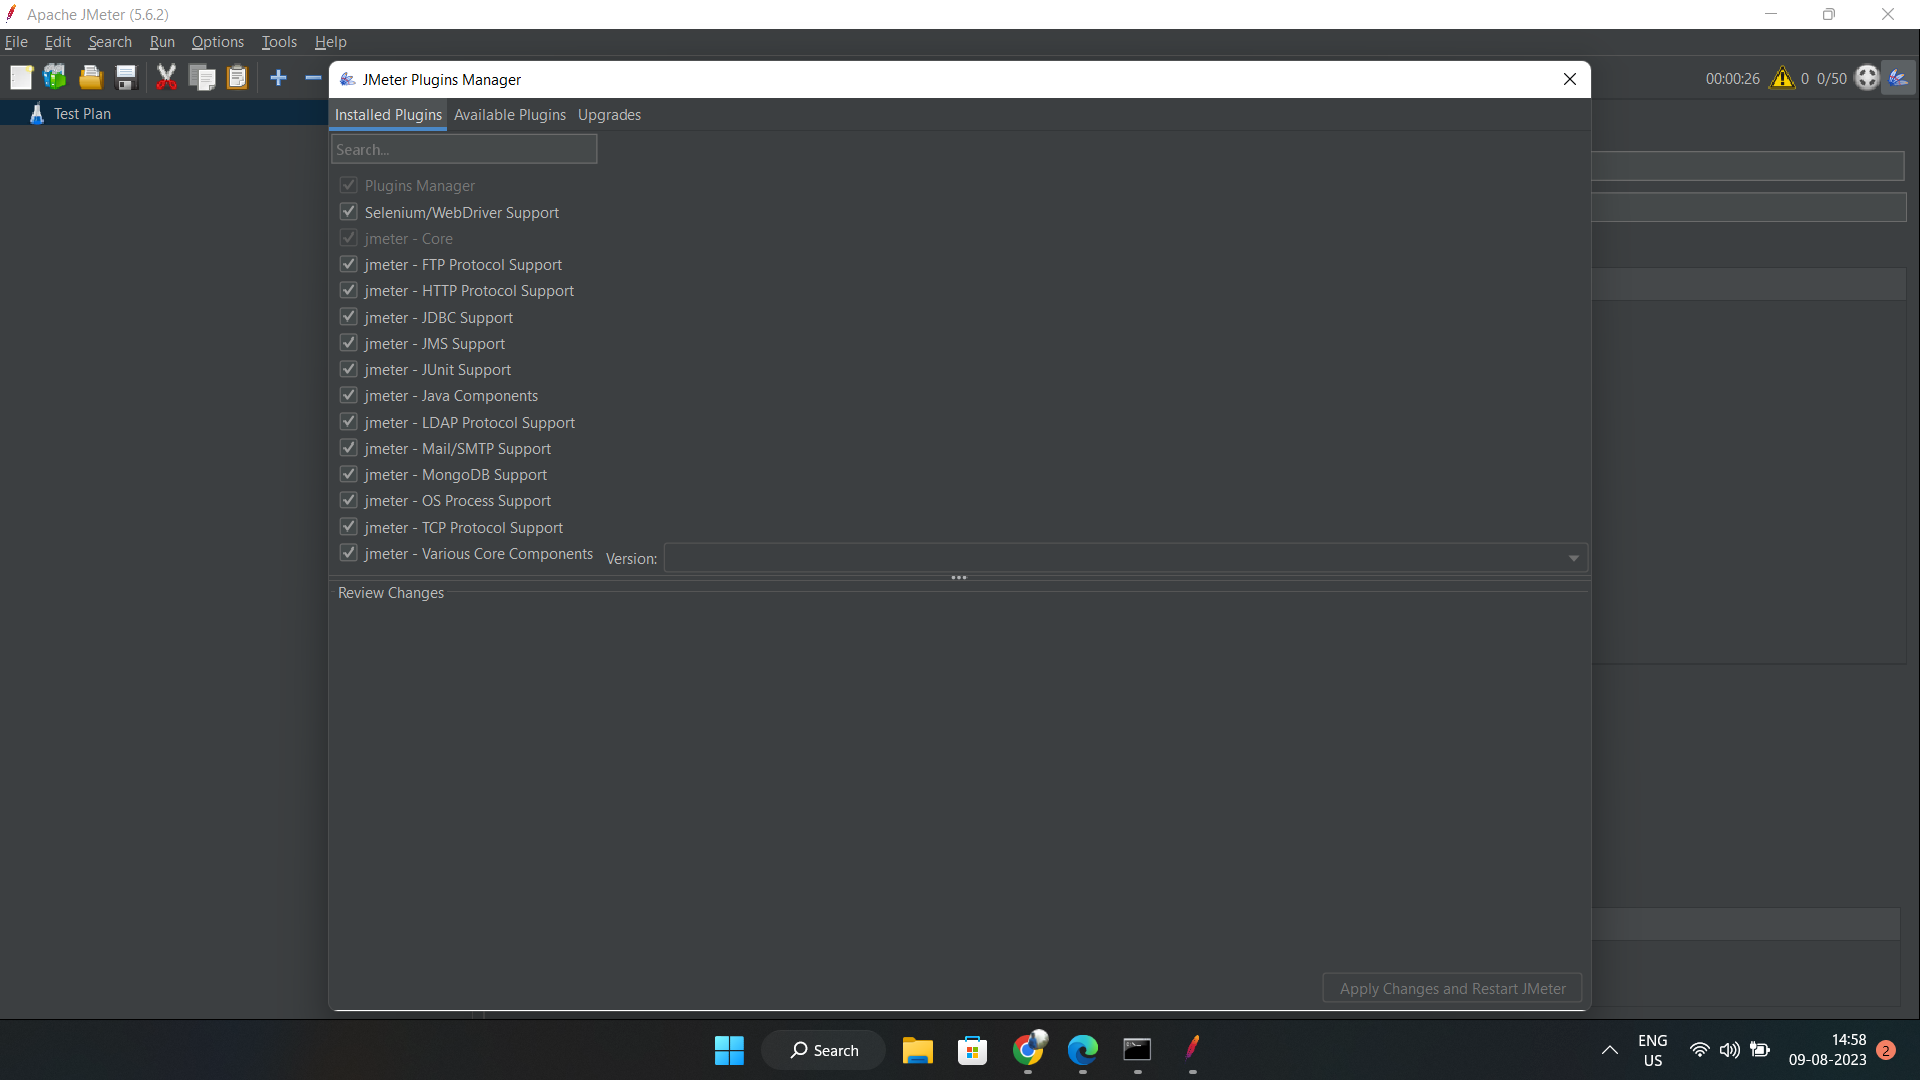 Apache JMeter (5.6.2)
File Edit Search Run Options Tools Help
JMeter Plugins Manager
00:00:26 0 0/50
Test Plan
Installed Plugins Available Plugins Upgrades
Search...
Plugins Manager
Selenium/WebDriver Support
jmeter - Core
jmeter - FTP Protocol Support
jmeter - HTTP Protocol Support
jmeter - JDBC Support
jmeter - JMS Support
jmeter - JUnit Support
jmeter - Java Components
jmeter - LDAP Protocol Support
jmeter - Mail/SMTP Support
jmeter - MongoDB Support
jmeter - OS Process Support
jmeter - TCP Protocol Support
jmeter - Various Core Components Version:
Review Changes
Apply Changes and Restart JMeter
Search
ENG
US
14:58
09-08-2023
2